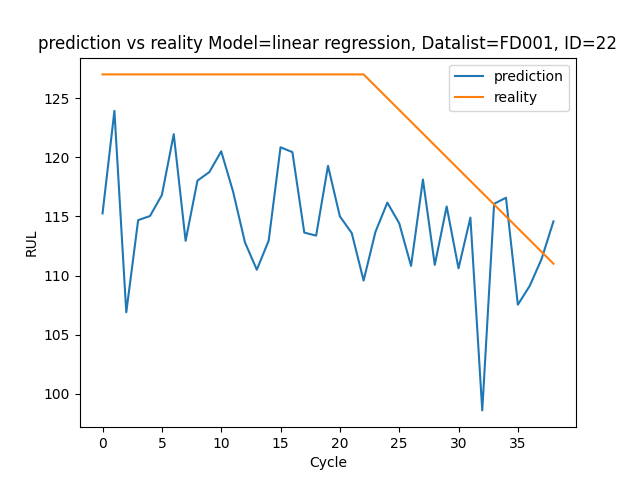 prediction vs reality Model=linear regression, Datalist=FD001, ID=22
prediction
reality
125
120
115
110
105
100
RUL
0 5 10 15 20 25 30 35
Cycle